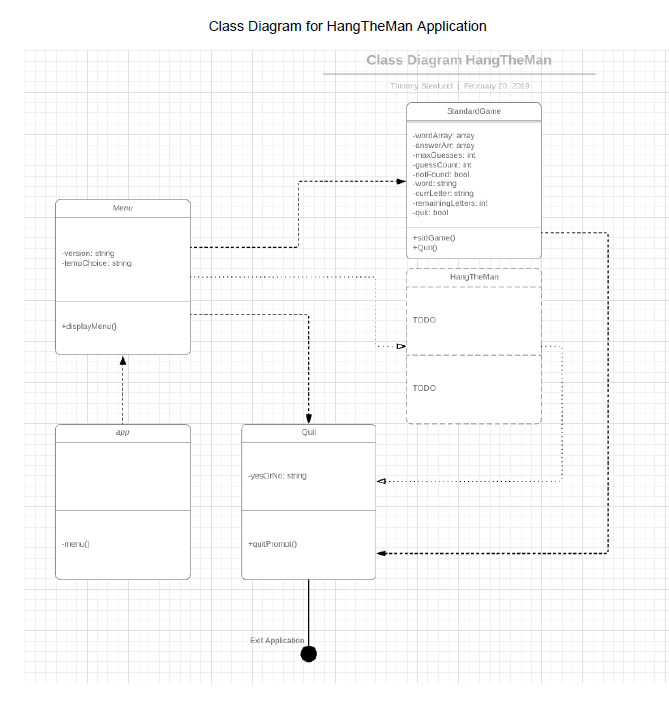 Class Diagram for HangTheMan Application
Class Diagram HangTheMan
| February 20, 2019
StandardGame
-wordArray: array
-answerArr: array
-maxGuesses: int
-guessCount: int
-notFound: bool
-word: string
-currLetter: string
-remainingLetters: int
-quit: bool
+stdGame()
+Quit()
Menu
-version: string
-tempChoice: string
+displayMenu()
HangTheMan
TODO
TODO
app
-menu()
Quit
-yesOrNo: string
+quitPrompt()
Exit Application